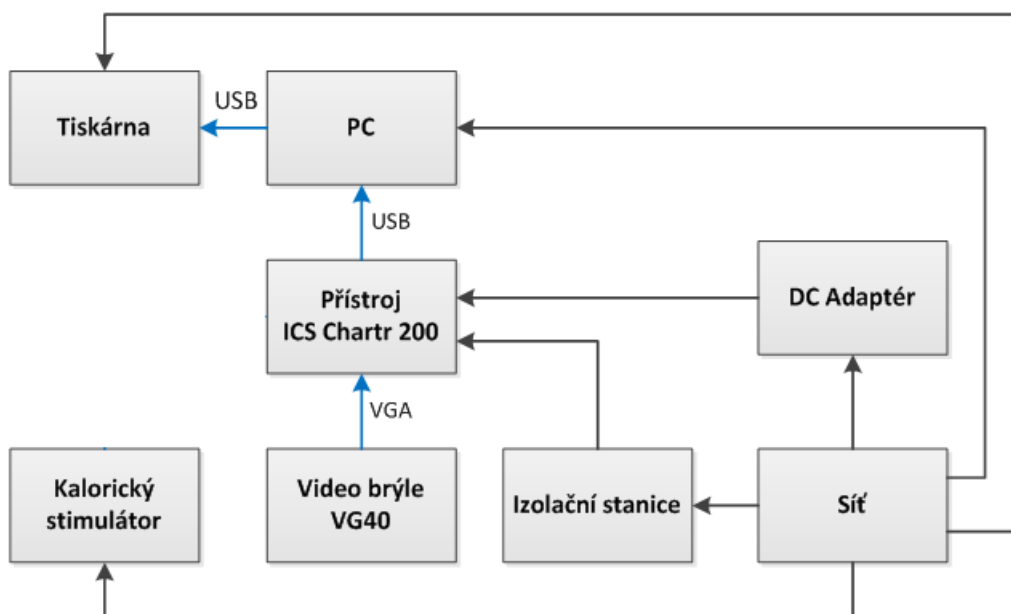 USB
Tiskárna
PC
USB
Přístroj
ICS Chartr 200
DC Adaptér
VGA
Kalorický
stimulátor
Video brýle
VG40
Izolační stanice
Síť